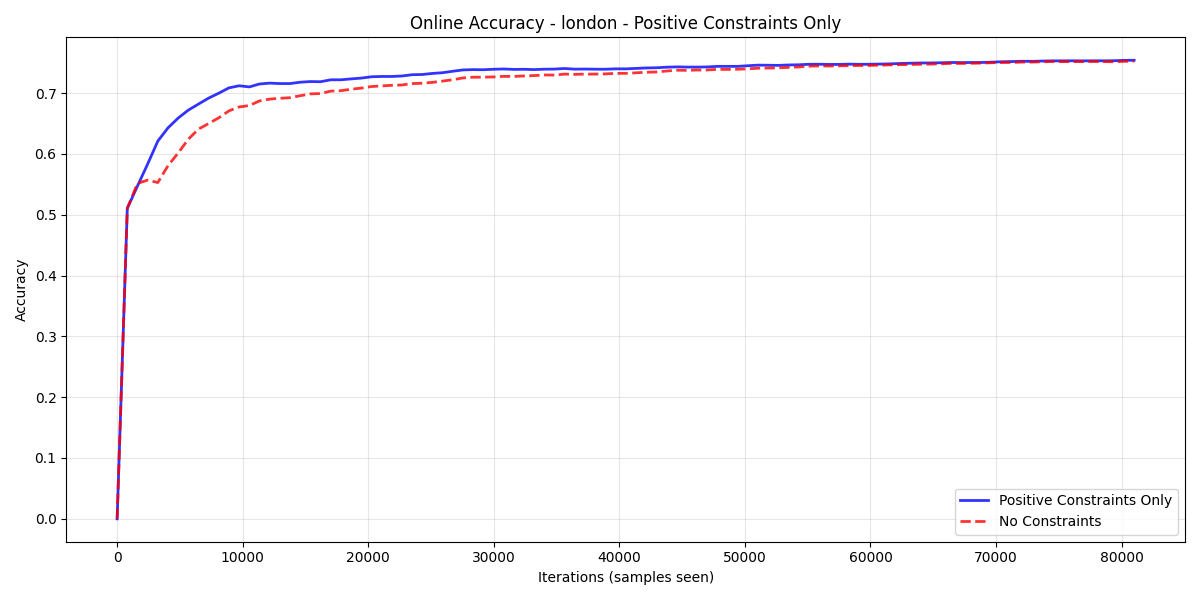 Online Accuracy - london - Positive Constraints Only
Accuracy
0.7
0.6
0.5
0.4
0.3
0.2
0.1
0.0
0 10000 20000 30000 40000 50000 60000 70000 80000
Iterations (samples seen)
Positive Constraints Only
No Constraints